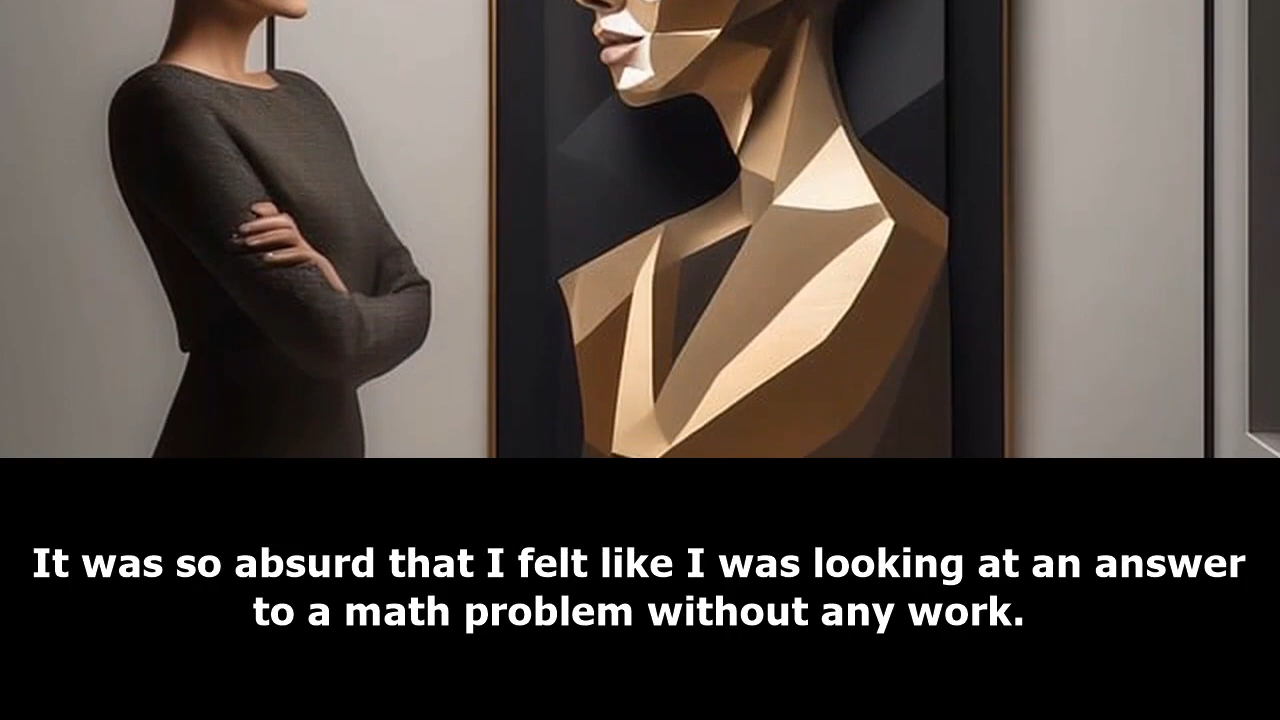 It was so absurd that I felt like I was looking at an answer
to a math problem without any work.